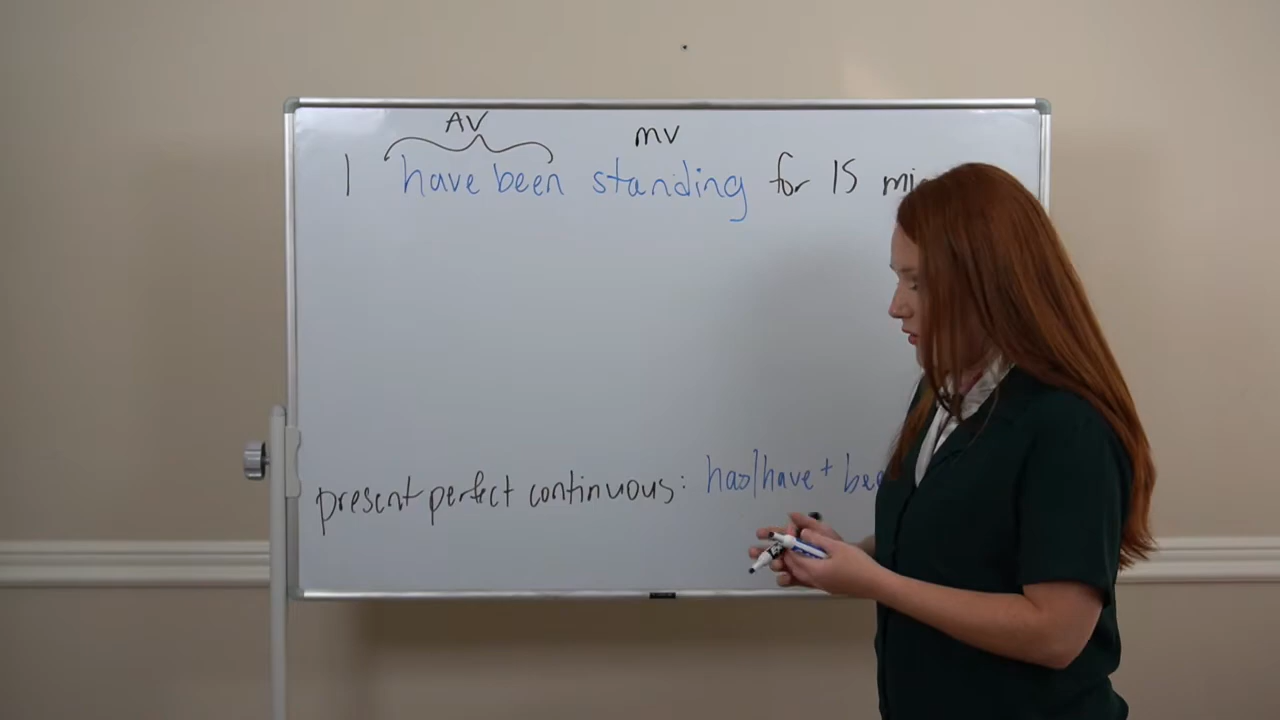 AV MV
I have been standing for 15
present perfect continuous: has/have +